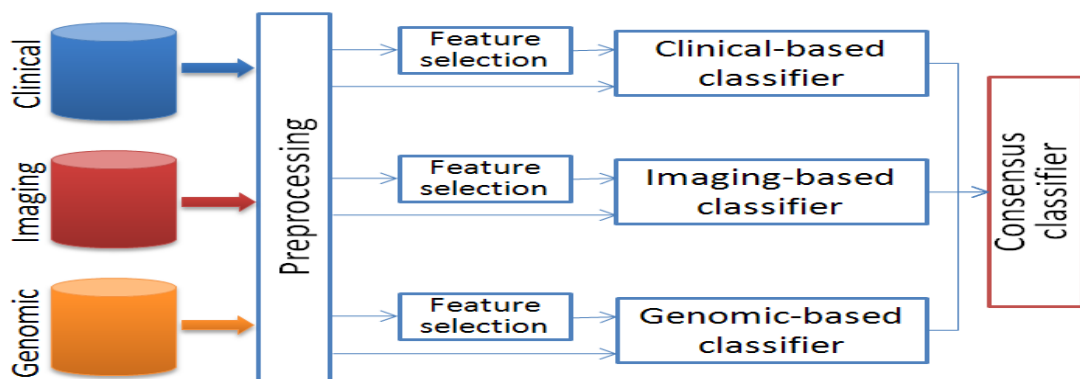 Clinical
Imaging
Genomic
Preprocessing
Feature
selection
Clinical-based
classifier
Feature
selection
Imaging-based
classifier
Feature
selection
Genomic-based
classifier
Consensus
classifier